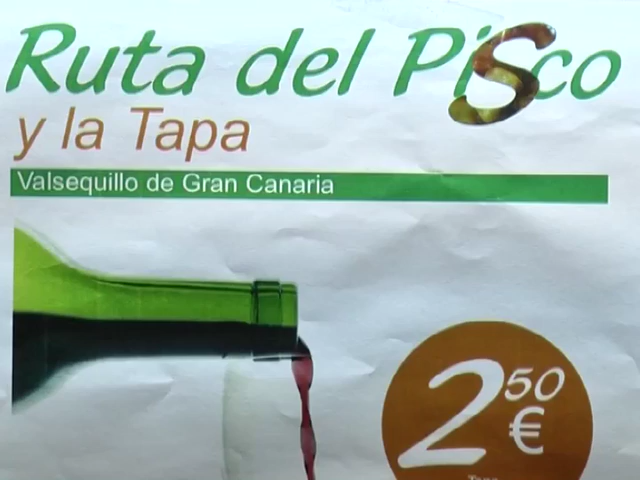 Ruta del Pisco
y la Tapa
Valsequillo de Gran Canaria
2,50
€